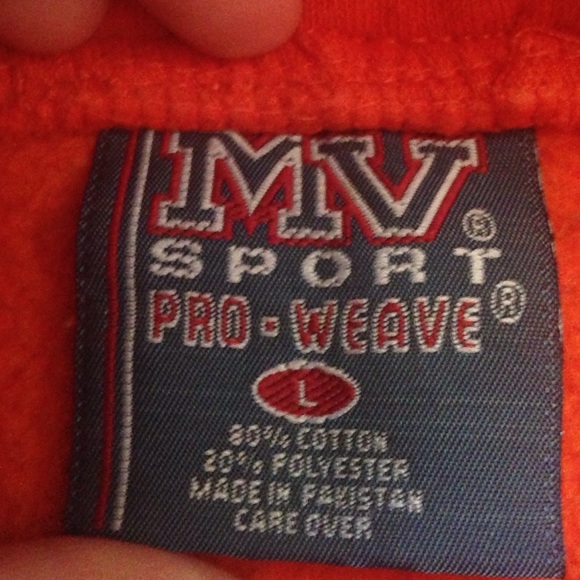 MV®
SPORT
PRO-WEAVE®
L
80% COTTON
20% POLYESTER
MADE IN PAKISTAN
CARE OVER